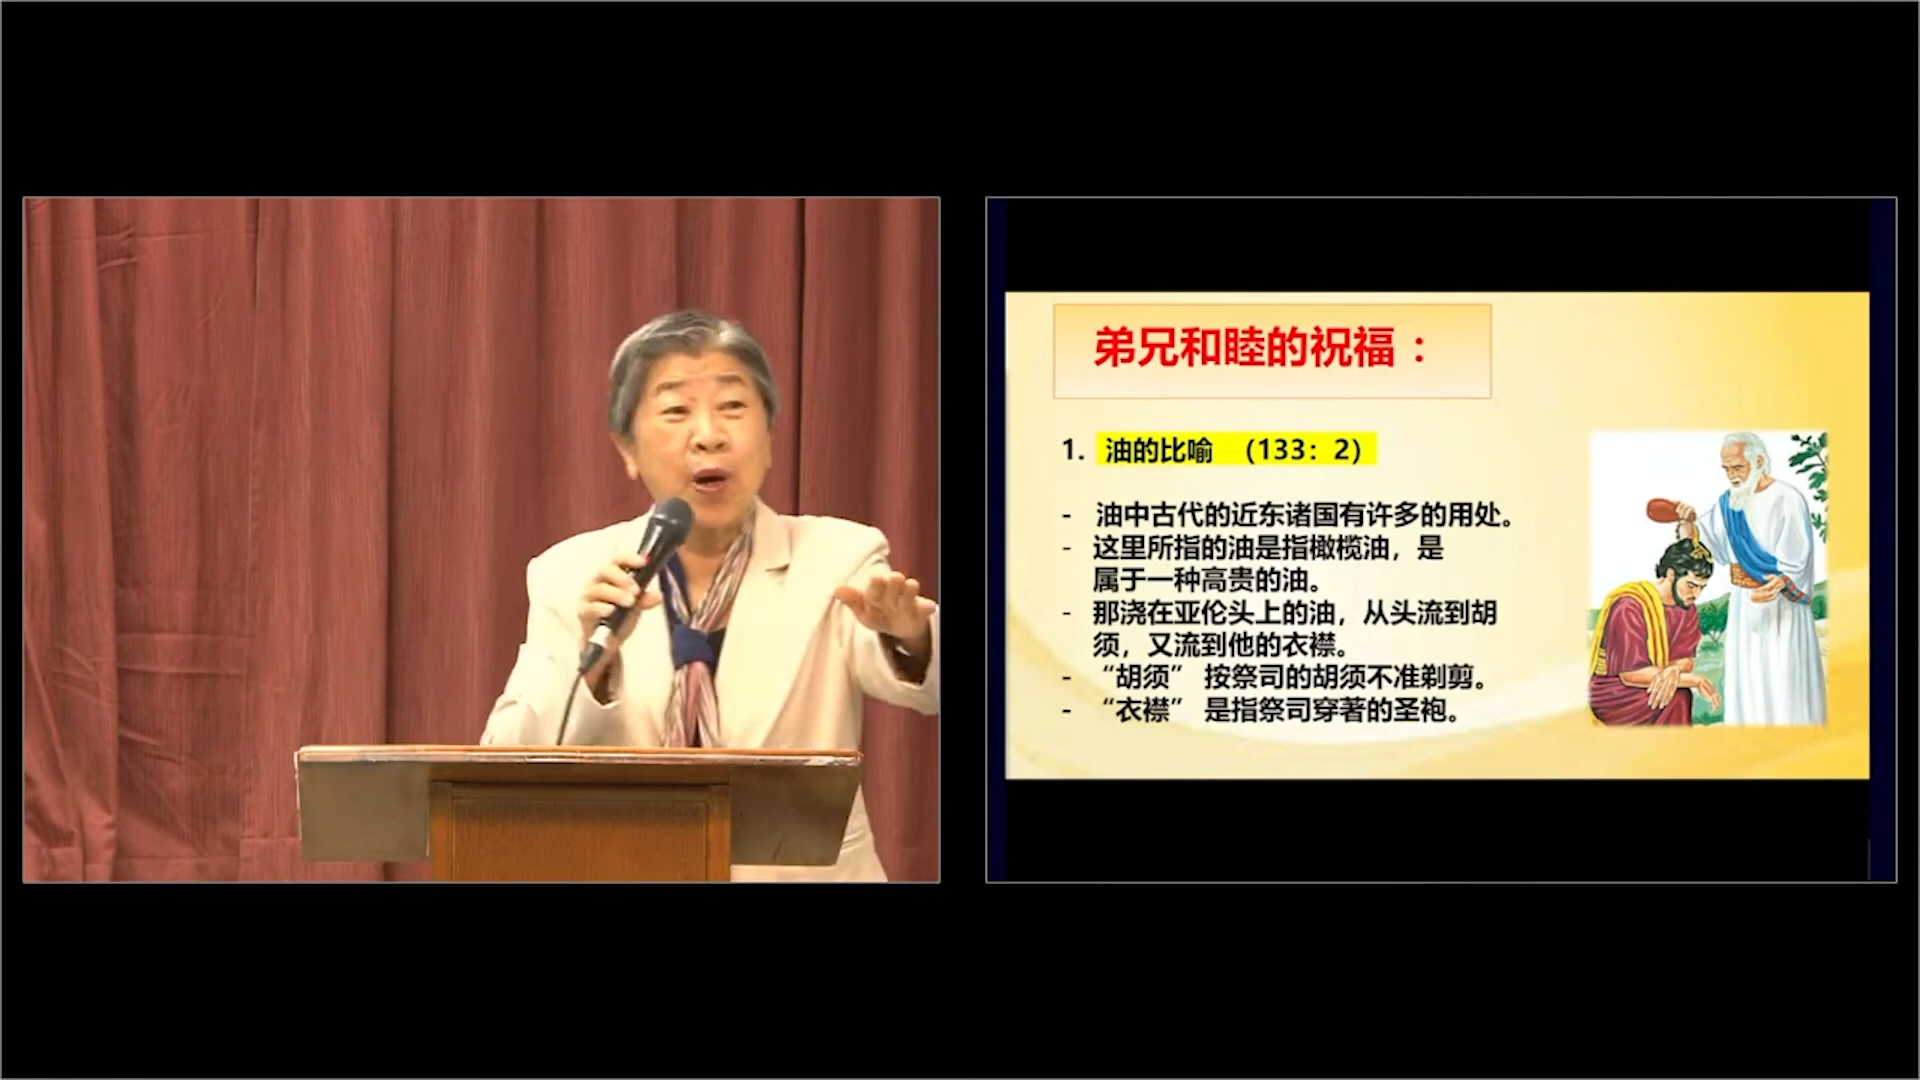 弟兄和睦的祝福：
1. 油的比喻 （133：2）
- 油中古代的近东诸国有许多的用处。
- 这里所指的油是指橄榄油，是
属于一种高贵的油。
- 那浇在亚伦头上的油，从头流到胡
须，又流到他的衣襟。
- “胡须” 按祭司的胡须不准剃剪。
- “衣襟” 是指祭司穿著的圣袍。